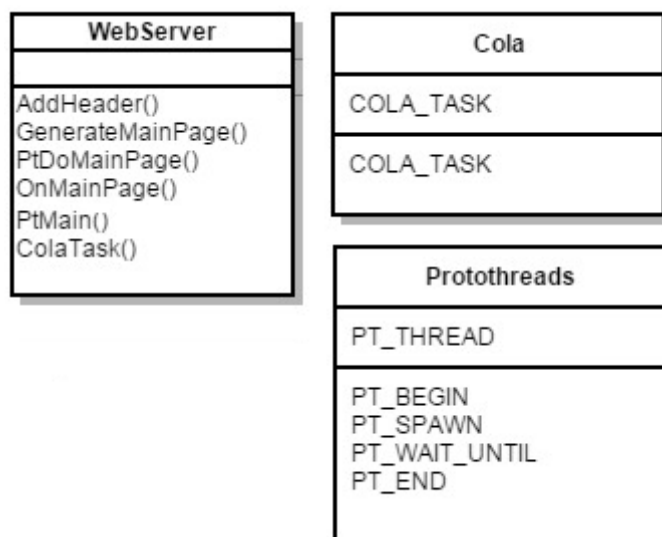 WebServer
AddHeader()
GenerateMainPage()
PtDoMainPage()
OnMainPage()
PtMain()
ColaTask()
Cola
COLA_TASK
COLA_TASK
Protothreads
PT_THREAD
PT_BEGIN
PT_SPAWN
PT_WAIT_UNTIL
PT_END